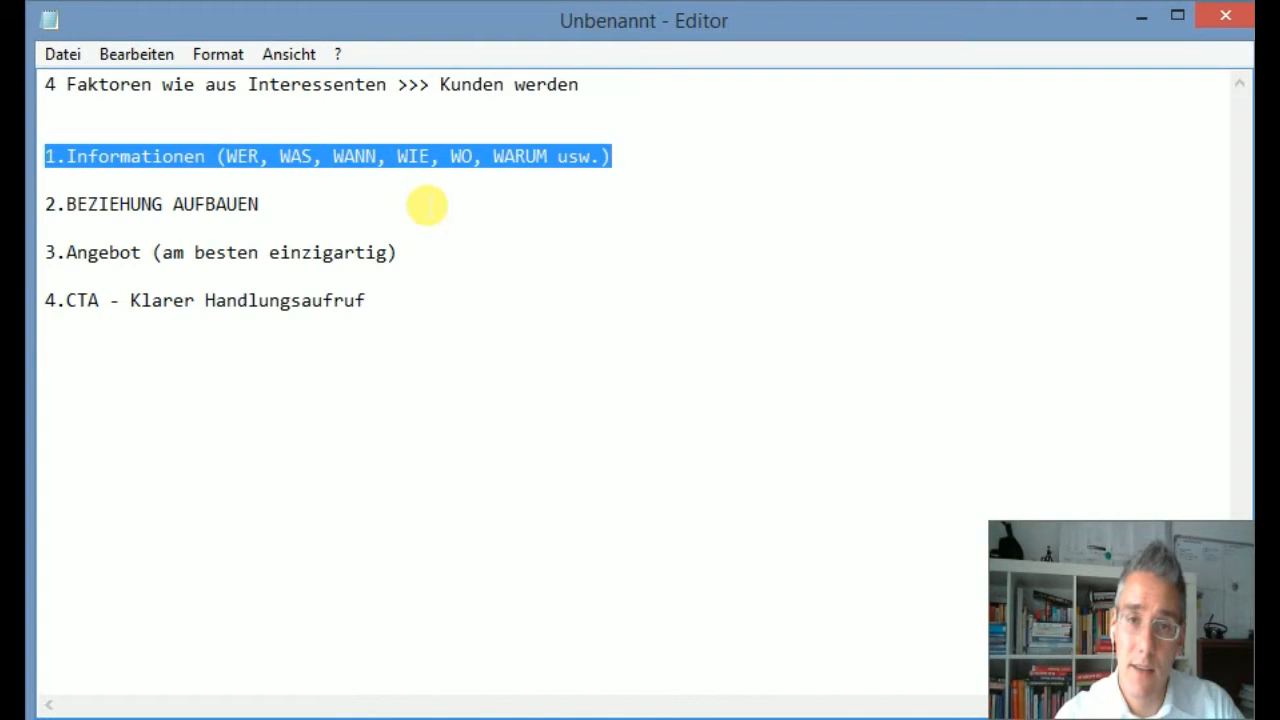 Unbenannt - Editor
Datei Bearbeiten Format Ansicht ?
4 Faktoren wie aus Interessenten >>> Kunden werden
1.Informationen (WER, WAS, WANN, WIE, WO, WARUM usw.)
2.BEZIEHUNG AUFBAUEN
3.Angebot (am besten einzigartig)
4.CTA - Klarer Handlungsaufruf